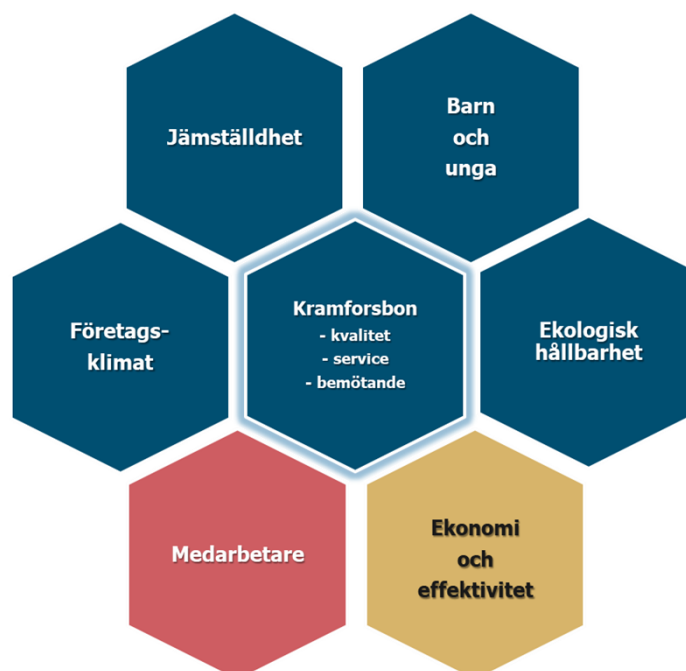 Jämställdhet
Barn
och
unga
Företags-
klimat
Kramforsbon
- kvalitet
- service
- bemötande
Ekologisk
hållbarhet
Medarbetare
Ekonomi
och
effektivitet